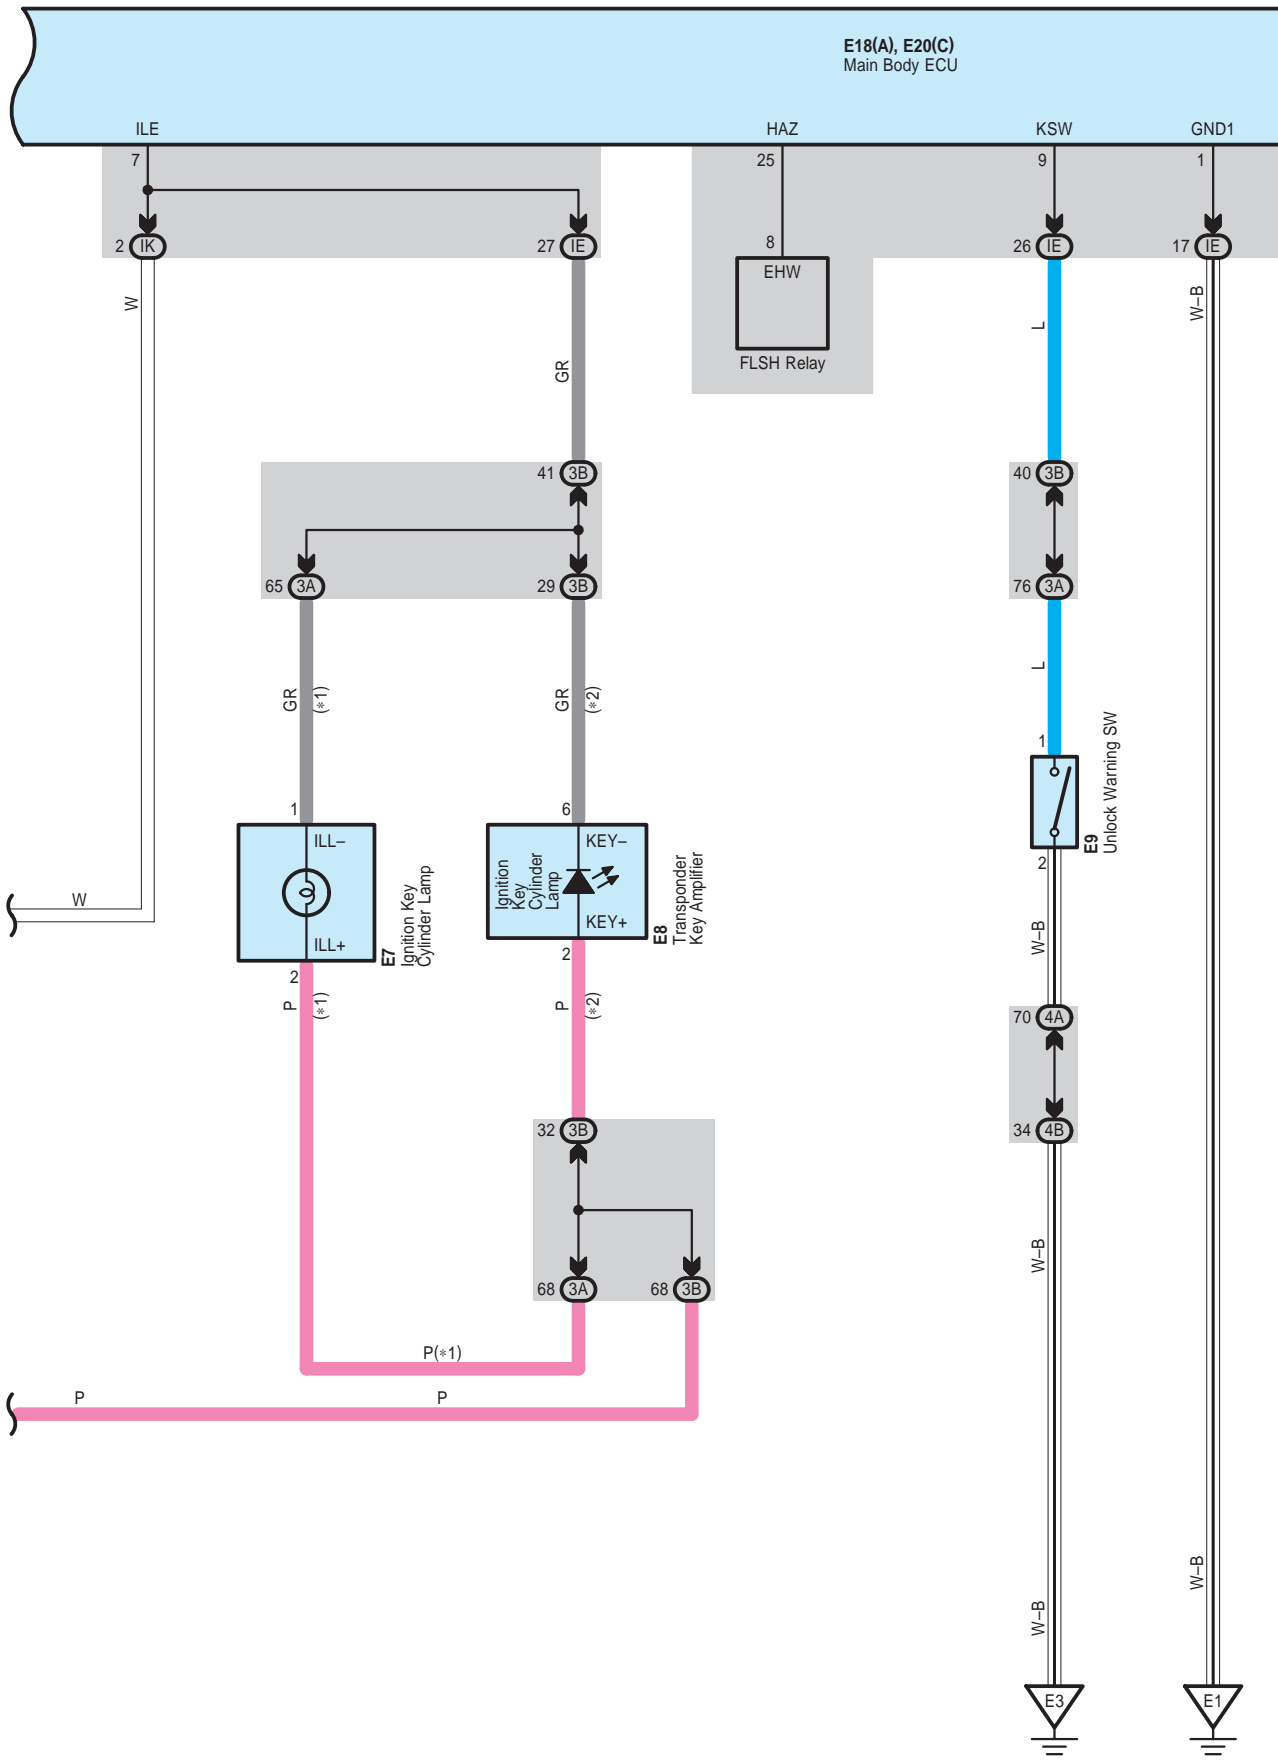 E18(A), E20(C)
Main Body ECU
ILE
HAZ
KSW
GND1
7
25
9
1
2 IK
27 IE
8
26 IE
17 IE
EHW
W
W–B
L
FLSH Relay
GR
41 3B
40 3B
65 3A
29 3B
76 3A
L
GR
(*1)
GR
(*2)
1
Unlock Warning SW
E9
1
6
ILL–
KEY–
2
Ignition
Key
Cylinder
Lamp
W
KEY+
ILL+
E7
Ignition Key
Cylinder Lamp
E8
Transponder
Key Amplifier
W–B
2
2
P
(*1)
P
(*2)
70 4A
32 3B
34 4B
W–B
68 3A
68 3B
P(*1)
P
P
W–B
W–B
E3
E1